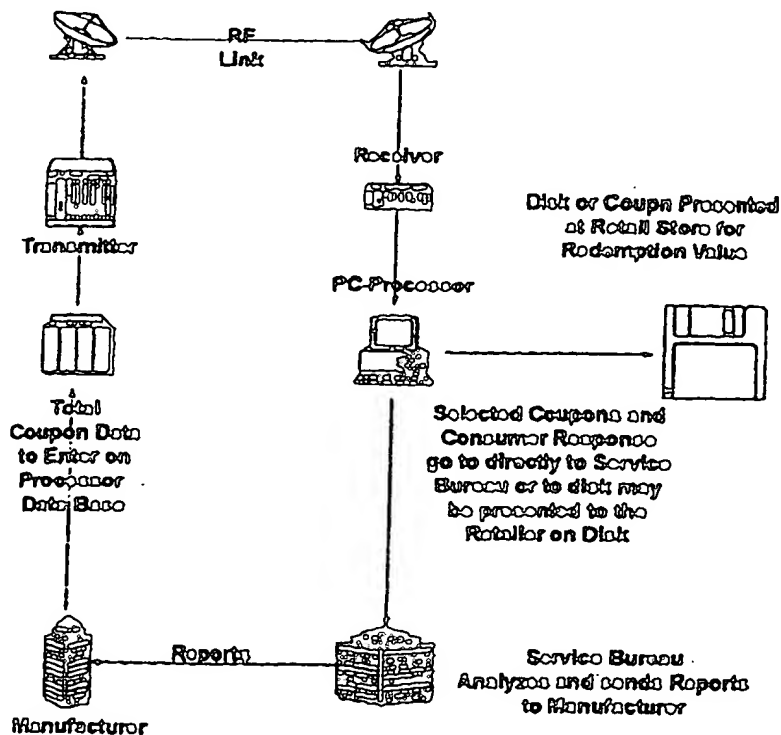 RF
Link
Receiver
Disk or Coupn Presented
at Retail Store for
Redemption Value
Transmitter
PC-Processor
Total
Coupon Data
to Enter on
Processor
Data Base
Selected Coupons and
Consumer Response
go to directly to Service
Bureau or to disk may
be presented to the
Retailer on Disk
Reports
Service Bureau
Analyzes and sends Reports
to Manufacturer
Manufacturer